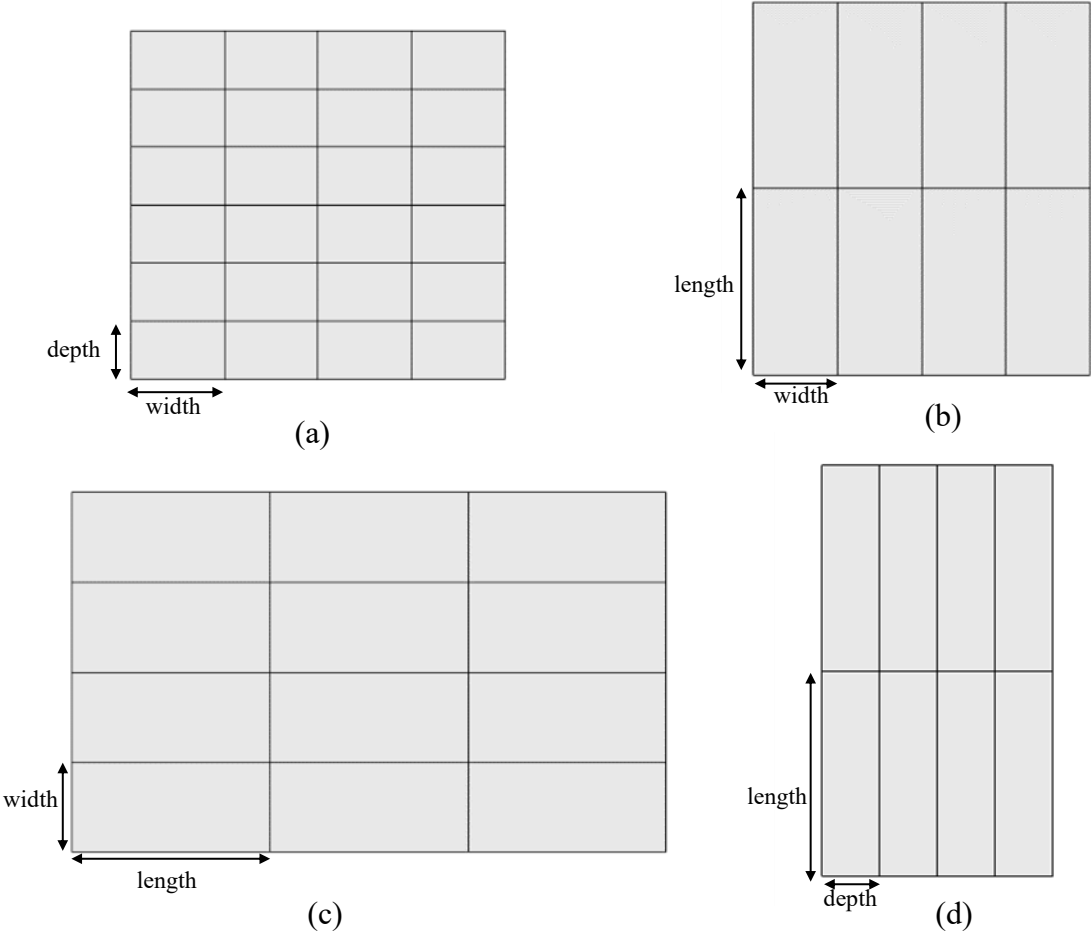 depth
width
(a)
length
width
(b)
width
length
(c)
length
depth
(d)